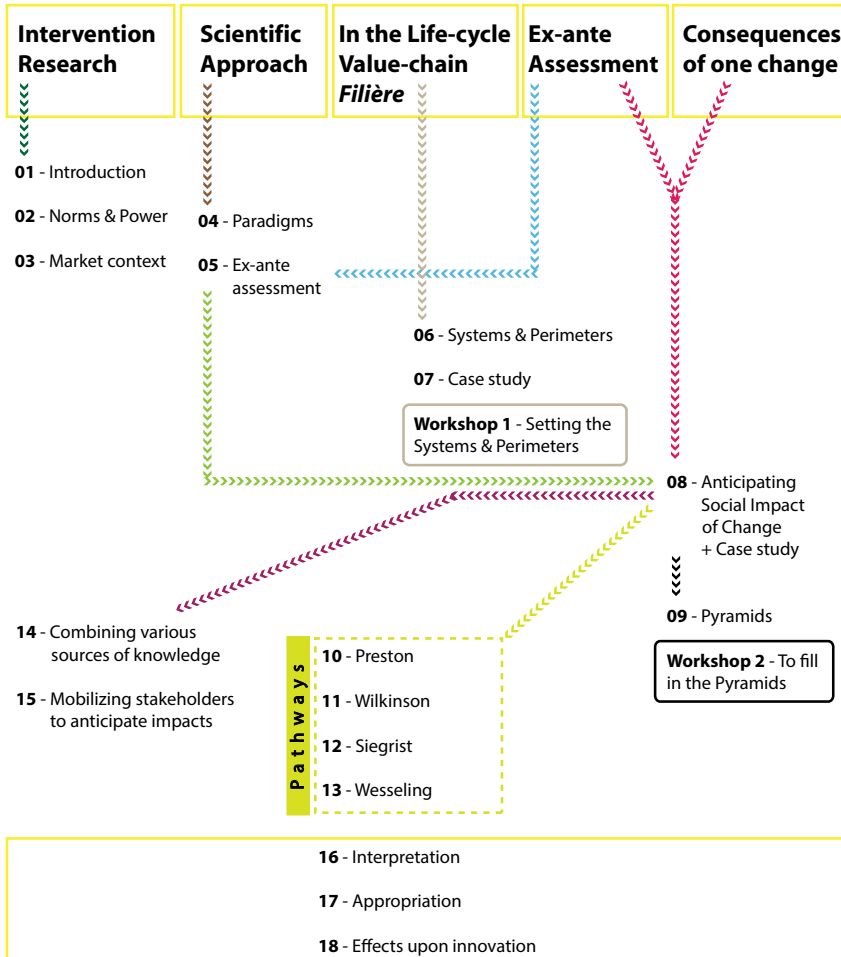 Intervention
Research
Scientific
Approach
In the Life-cycle
Value-chain
Filière
Ex-ante
Assessment
Consequences
of one change
01 - Introduction
02 - Norms & Power
03 - Market context
04 - Paradigms
05 - Ex-ante
assessment
06 - Systems & Perimeters
07 - Case study
Workshop 1 - Setting the
Systems & Perimeters
08 - Anticipating
Social Impact
of Change
+ Case study
09 - Pyramids
Workshop 2 - To fill
in the Pyramids
14 - Combining various
sources of knowledge
15 - Mobilizing stakeholders
to anticipate impacts
Pathways
10 - Preston
11 - Wilkinson
12 - Siegrist
13 - Wesseling
16 - Interpretation
17 - Appropriation
18 - Effects upon innovation